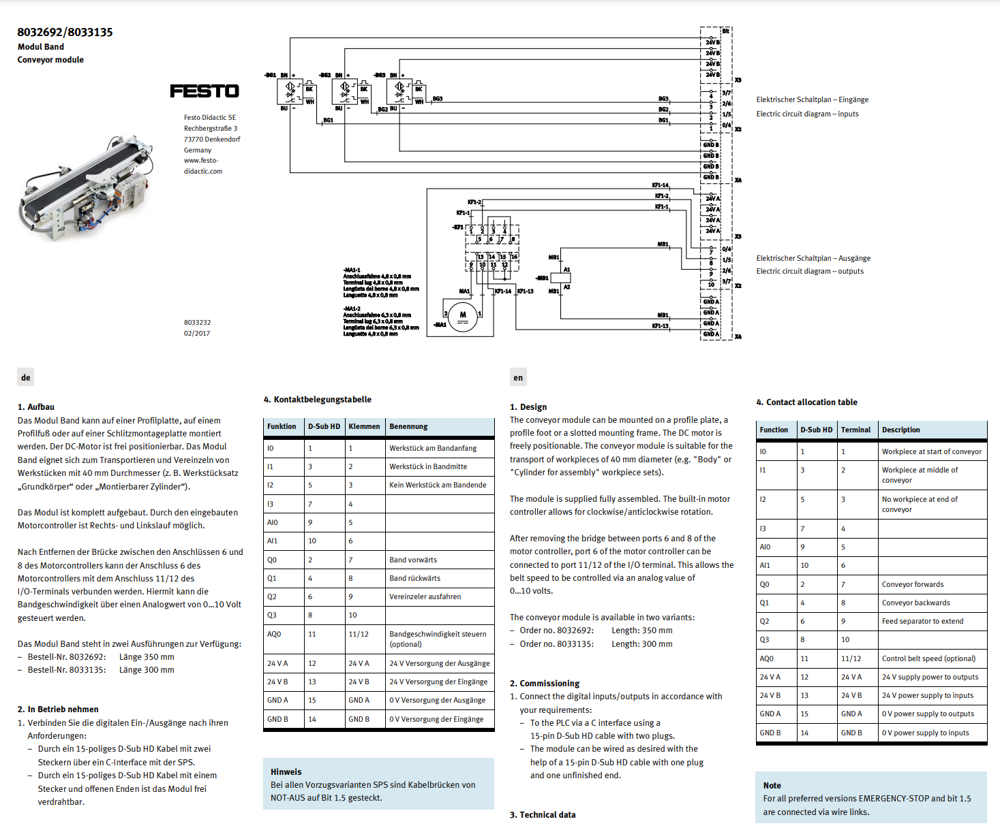 8032692/8033135
Modul Band
Conveyor module
FESTO
Festo Didactic SE
Rechbergstraße 3
73770 Denkendorf
Germany
www.festo-
didactic.com
8033232
02/2017
-BG1 BN +
-BG2 BN +
-BG3 BN +
BK
WH
BU –
BK
WH
BU –
BK
WH
BG3
BG2
BG1
BG3
BG2
BG1
Bit
24V B
24V B
24V B
24V B
X3
4 3/7
3 2/6
2 1/5
1 0/4
X2
GND B
GND B
GND B
GND B
X4
Elektrischer Schaltplan – Eingänge
Electric circuit diagram – inputs
KF1-14
KF1-2
KF1-1
24V A
24V A
24V A
24V A
X3
KF1-2
KF1-1
-KF1
1 2 3 4
5 6 7 8
13 14 15 16
9 10 11 12
MA1
KF1-14
KF1-13
2 M 1
-MA1
MB1
A1
-MB1
A2
MB1
MB1
7 0/4
8 1/5
9 2/6
10 3/7
X2
GND A
GND A
GND A
GND A
X4
MB1
KF1-13
Elektrischer Schaltplan – Ausgänge
Electric circuit diagram – outputs
-MA1-1
Anschlussfahne 4,8 x 0,8 mm
Terminal lug 4,8 x 0,8 mm
Lengüeta del borne 4,8 x 0,8 mm
Languette 4,8 x 0,8 mm
-MA1-2
Anschlussfahne 6,3 x 0,8 mm
Terminal lug 6,3 x 0,8 mm
Lengüeta del borne 6,3 x 0,8 mm
Languette 4,8 x 0,8 mm
de
1. Aufbau
Das Modul Band kann auf einer Profilplatte, auf einem
Profilfuß oder auf einer Schlitzmontageplatte montiert
werden. Der DC-Motor ist frei positionierbar. Das Modul
Band eignet sich zum Transportieren und Vereinzeln von
Werkstücken mit 40 mm Durchmesser (z. B. Werkstücksatz
„Grundkörper“ oder „Montierbarer Zylinder“).
Das Modul ist komplett aufgebaut. Durch den eingebauten
Motorcontroller ist Rechts- und Linkslauf möglich.
Nach Entfernen der Brücke zwischen den Anschlüssen 6 und
8 des Motorcontrollers kann der Anschluss 6 des
Motorcontrollers mit dem Anschluss 11/12 des
I/O-Terminals verbunden werden. Hiermit kann die
Bandgeschwindigkeit über einen Analogwert von 0…10 Volt
gesteuert werden.
Das Modul Band steht in zwei Ausführungen zur Verfügung:
– Bestell-Nr. 8032692: Länge 350 mm
– Bestell-Nr. 8033135: Länge 300 mm
2. In Betrieb nehmen
1. Verbinden Sie die digitalen Ein-/Ausgänge nach ihren
Anforderungen:
– Durch ein 15-poliges D-Sub HD Kabel mit zwei
Steckern über ein C-Interface mit der SPS.
– Durch ein 15-poliges D-Sub HD Kabel mit einem
Stecker und offenen Enden ist das Modul frei
verdrahtbar.
4. Kontaktbelegungstabelle
Funktion D-Sub HD Klemmen Benennung
I0 1 1 Werkstück am Bandanfang
I1 3 2 Werkstück in Bandmitte
I2 5 3 Kein Werkstück am Bandende
I3 7 4
AI0 9 5
AI1 10 6
Q0 2 7 Band vorwärts
Q1 4 8 Band rückwärts
Q2 6 9 Vereinzeler ausfahren
Q3 8 10
AQ0 11 11/12 Bandgeschwindigkeit steuern
(optional)
24 V A 12 24 V A 24 V Versorgung der Ausgänge
24 V B 13 24 V B 24 V Versorgung der Eingänge
GND A 15 GND A 0 V Versorgung der Ausgänge
GND B 14 GND B 0 V Versorgung der Eingänge
Hinweis
Bei allen Vorzugsvarianten SPS sind Kabelbrücken von
NOT-AUS auf Bit 1.5 gesteckt.
en
1. Design
The conveyor module can be mounted on a profile plate, a
profile foot or a slotted mounting frame. The DC motor is
freely positionable. The conveyor module is suitable for the
transport of workpieces of 40 mm diameter (e.g. "Body" or
"Cylinder for assembly" workpiece sets).
The module is supplied fully assembled. The built-in motor
controller allows for clockwise/anticlockwise rotation.
After removing the bridge between ports 6 and 8 of the
motor controller, port 6 of the motor controller can be
connected to port 11/12 of the I/O terminal. This allows the
belt speed to be controlled via an analog value of
0…10 volts.
The conveyor module is available in two variants:
– Order no. 8032692: Length: 350 mm
– Order no. 8033135: Length: 300 mm
2. Commissioning
1. Connect the digital inputs/outputs in accordance with
your requirements:
– To the PLC via a C interface using a
15-pin D-Sub HD cable with two plugs.
– The module can be wired as desired with the
help of a 15-pin D-Sub HD cable with one plug
and one unfinished end.
3. Technical data
4. Contact allocation table
Function D-Sub HD Terminal Description
I0 1 1 Workpiece at start of conveyor
I1 3 2 Workpiece at middle of
conveyor
I2 5 3 No workpiece at end of
conveyor
I3 7 4
AI0 9 5
AI1 10 6
Q0 2 7 Conveyor forwards
Q1 4 8 Conveyor backwards
Q2 6 9 Feed separator to extend
Q3 8 10
AQ0 11 11/12 Control belt speed (optional)
24 V A 12 24 V A 24 V supply power to outputs
24 V B 13 24 V B 24 V power supply to inputs
GND A 15 GND A 0 V power supply to outputs
GND B 14 GND B 0 V power supply to inputs
Note
For all preferred versions EMERGENCY-STOP and bit 1.5
are connected via wire links.